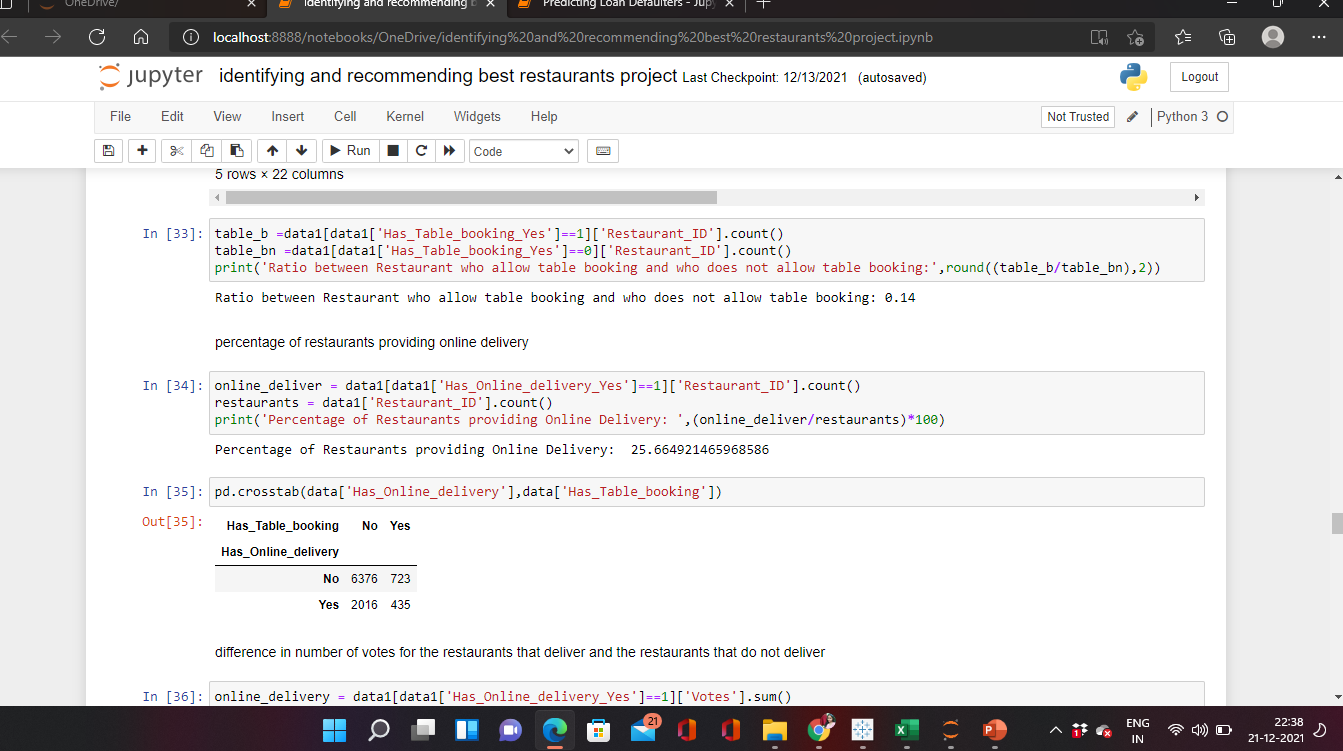 OneDrive/
identifying and recommending b
Predicting Loan Defaulters - Jup
localhost:8888/notebooks/OneDrive/identifying%20and%20recommending%20best%20restaurants%20project.ipynb
jupyter identifying and recommending best restaurants project Last Checkpoint: 12/13/2021 (autosaved)
Logout
File Edit View Insert Cell Kernel Widgets Help
Not Trusted
Python 3
Run
Code
5 rows × 22 columns
In [33]: table_b =data1[data1['Has_Table_booking_Yes']==1]['Restaurant_ID'].count()
table_bn =data1[data1['Has_Table_booking_Yes']==0]['Restaurant_ID'].count()
print('Ratio between Restaurant who allow table booking and who does not allow table booking:',round((table_b/table_bn),2))
Ratio between Restaurant who allow table booking and who does not allow table booking: 0.14
percentage of restaurants providing online delivery
In [34]: online_deliver = data1[data1['Has_Online_delivery_Yes']==1]['Restaurant_ID'].count()
restaurants = data1['Restaurant_ID'].count()
print('Percentage of Restaurants providing Online Delivery: ',(online_deliver/restaurants)*100)
Percentage of Restaurants providing Online Delivery:  25.664921465968586
In [35]: pd.crosstab(data['Has_Online_delivery'],data['Has_Table_booking'])
Out[35]: Has_Table_booking No Yes
Has_Online_delivery
No 6376 723
Yes 2016 435
difference in number of votes for the restaurants that deliver and the restaurants that do not deliver
In [36]: online_delivery = data1[data1['Has_Online_delivery_Yes']==1]['Votes'].sum()
21
1
ENG
IN
22:38
21-12-2021